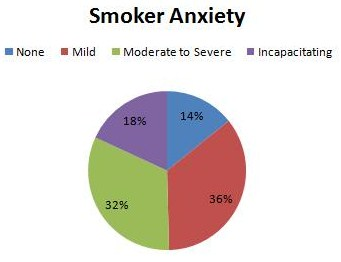 Smoker Anxiety
None Mild Moderate to Severe Incapacitating
14%
18%
36%
32%